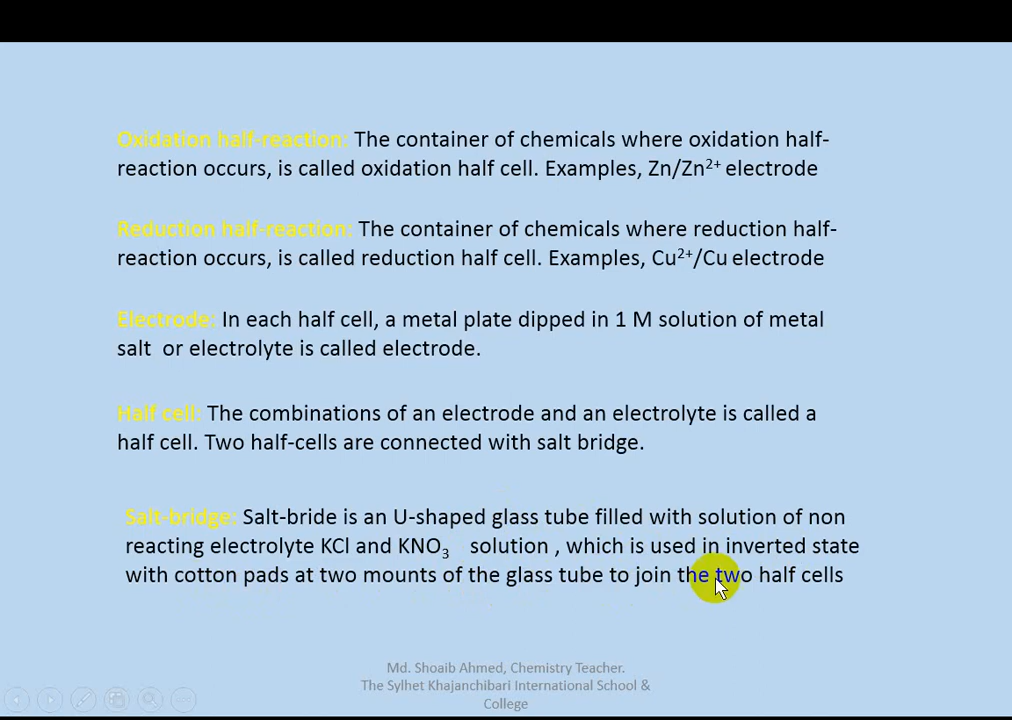 Oxidation half-reaction: The container of chemicals where oxidation half-
reaction occurs, is called oxidation half cell. Examples, Zn/Zn²⁺ electrode
Reduction half-reaction: The container of chemicals where reduction half-
reaction occurs, is called reduction half cell. Examples, Cu²⁺/Cu electrode
Electrode: In each half cell, a metal plate dipped in 1 M solution of metal
salt or electrolyte is called electrode.
Half cell: The combinations of an electrode and an electrolyte is called a
half cell. Two half-cells are connected with salt bridge.
Salt-bridge: Salt-bride is an U-shaped glass tube filled with solution of non
reacting electrolyte KCl and KNO₃ solution , which is used in inverted state
with cotton pads at two mounts of the glass tube to join the two half cells
Md. Shoaib Ahmed, Chemistry Teacher.
The Sylhet Khajanchibari International School &
College